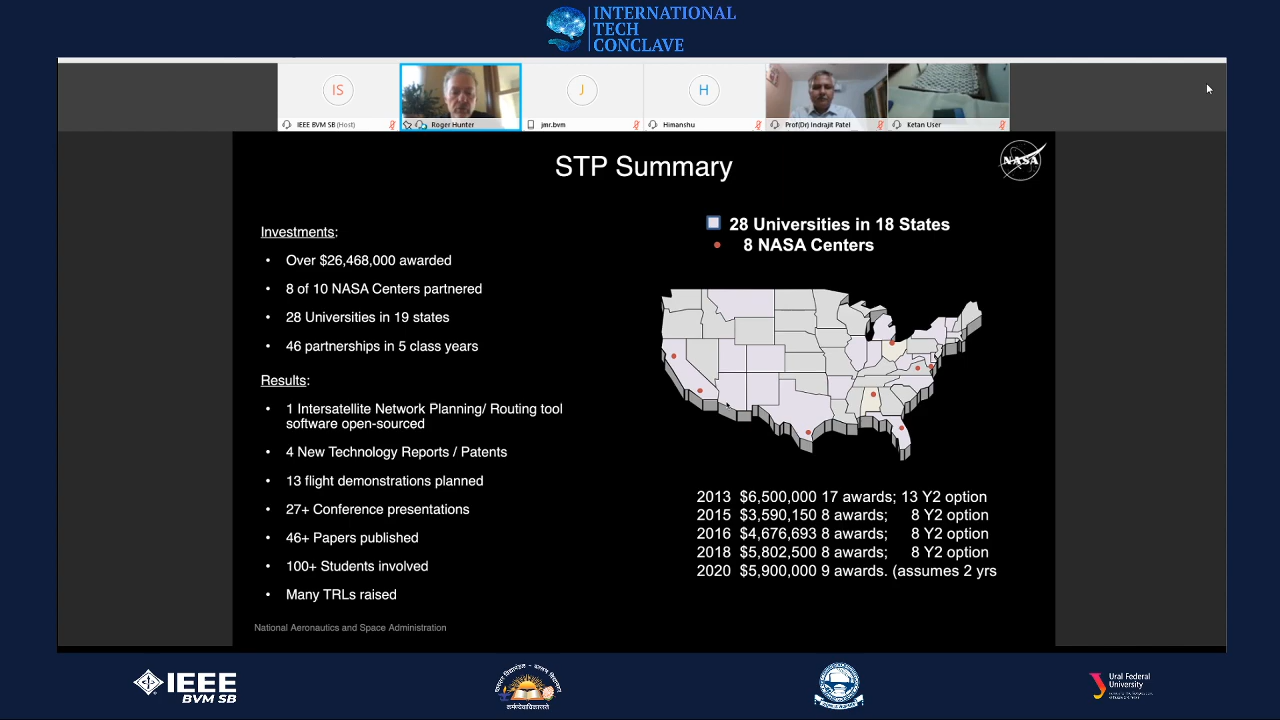 INTERNATIONAL
TECH
CONCLAVE
IS
J
H
IEEE BVM SB (Host)
Roger Hunter
jmr.bvm
Himanshu
Prof(Dr) Indrajit Patel
Ketan User
STP Summary
NASA
Investments:
• Over $26,468,000 awarded
• 8 of 10 NASA Centers partnered
• 28 Universities in 19 states
• 46 partnerships in 5 class years
Results:
• 1 Intersatellite Network Planning/ Routing tool
software open-sourced
• 4 New Technology Reports / Patents
• 13 flight demonstrations planned
• 27+ Conference presentations
• 46+ Papers published
• 100+ Students involved
• Many TRLs raised
28 Universities in 18 States
• 8 NASA Centers
2013 $6,500,000 17 awards; 13 Y2 option
2015 $3,590,150 8 awards; 8 Y2 option
2016 $4,676,693 8 awards; 8 Y2 option
2018 $5,802,500 8 awards; 8 Y2 option
2020 $5,900,000 9 awards. (assumes 2 yrs
National Aeronautics and Space Administration
IEEE
BVM SB
कर्मण्येवाधिकारस्ते
Ural Federal
University